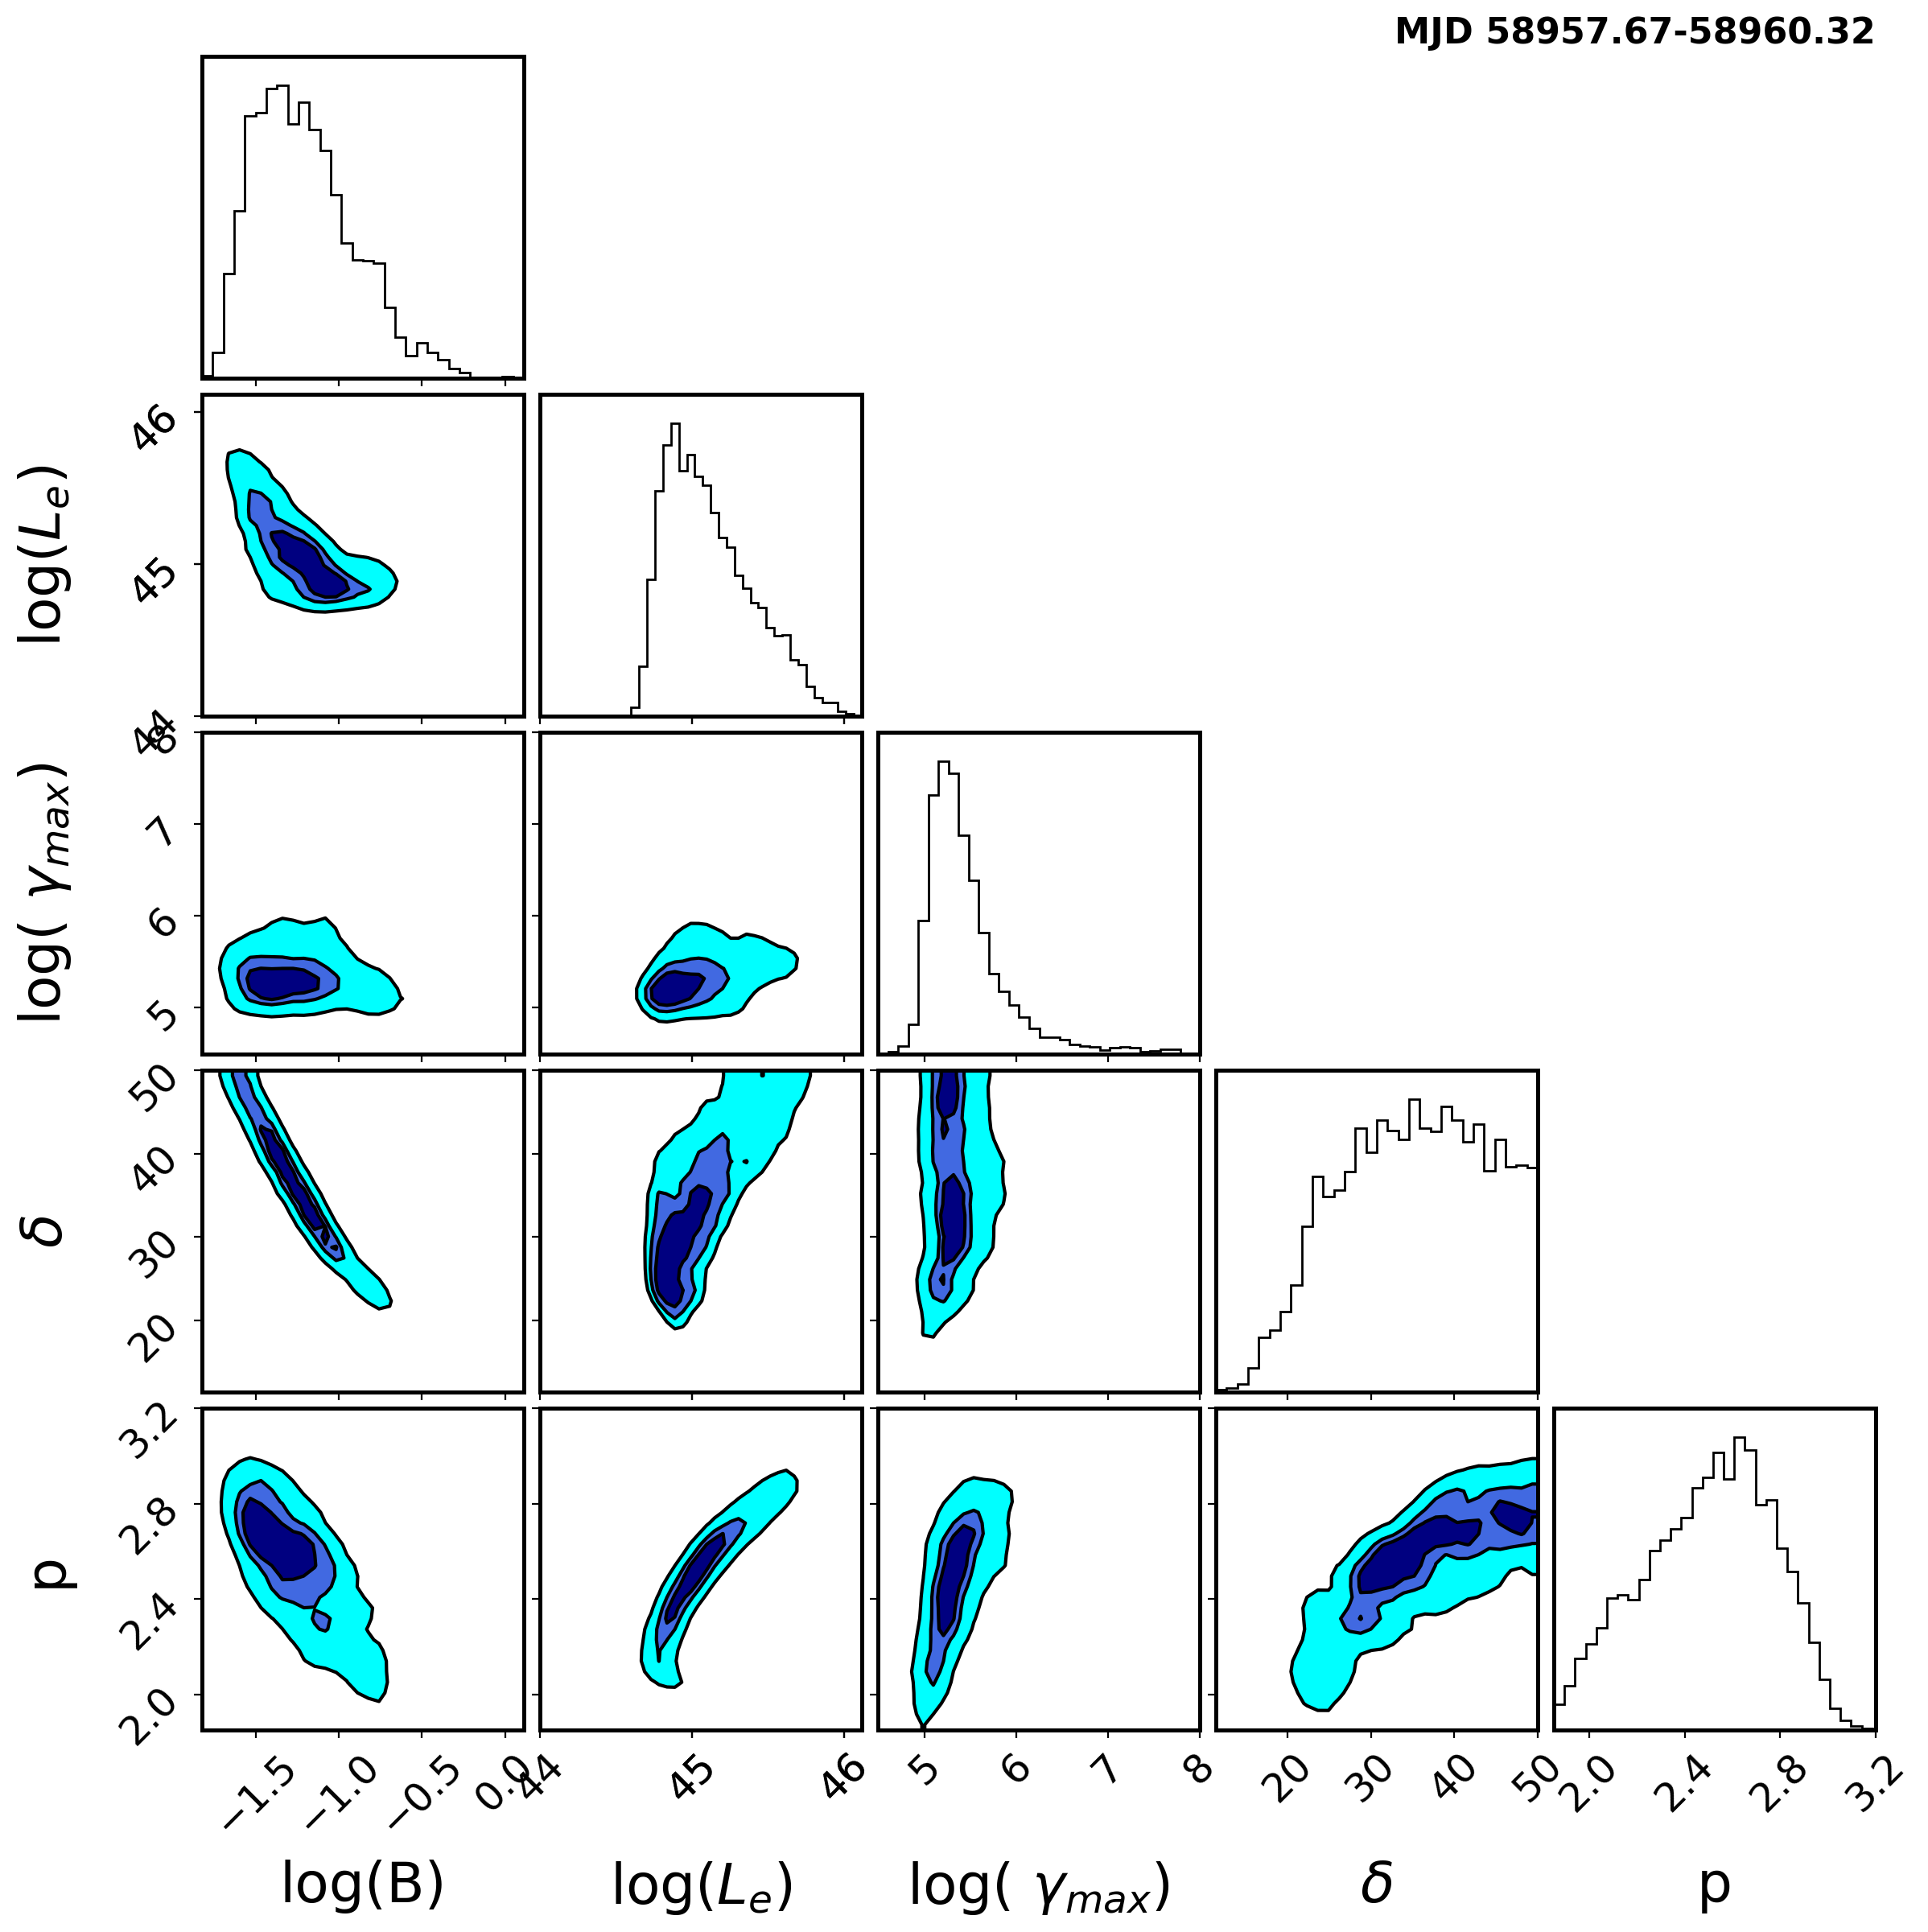 MJD 58957.67-58960.32
log(L_e)
46
45
44
log( γ_max)
8
7
6
5
δ
50
40
30
20
p
3.2
2.8
2.4
2.0
−1.5 −1.0 −0.5 0.0 44 45 46 5 6 7 8 20 30 40 50 2.0 2.4 2.8 3.2
log(B) log(L_e) log( γ_max) δ p